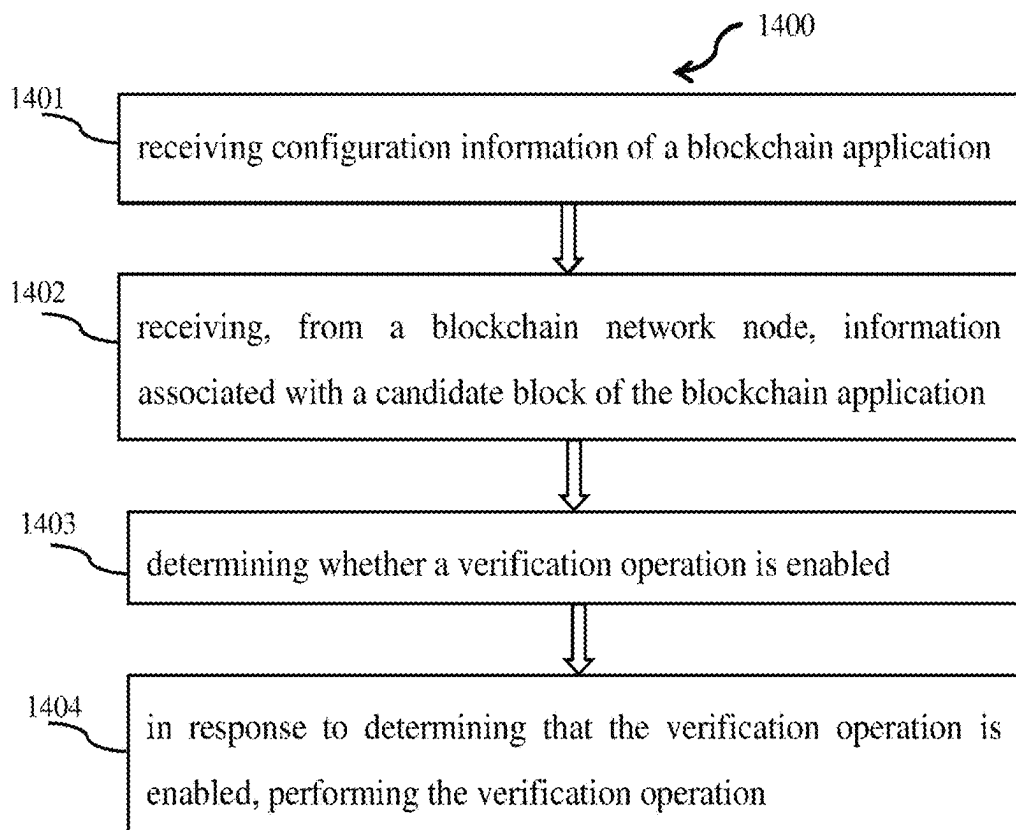 1400
1401
receiving configuration information of a blockchain application
1402
receiving, from a blockchain network node, information
associated with a candidate block of the blockchain application
1403
determining whether a verification operation is enabled
1404
in response to determining that the verification operation is
enabled, performing the verification operation